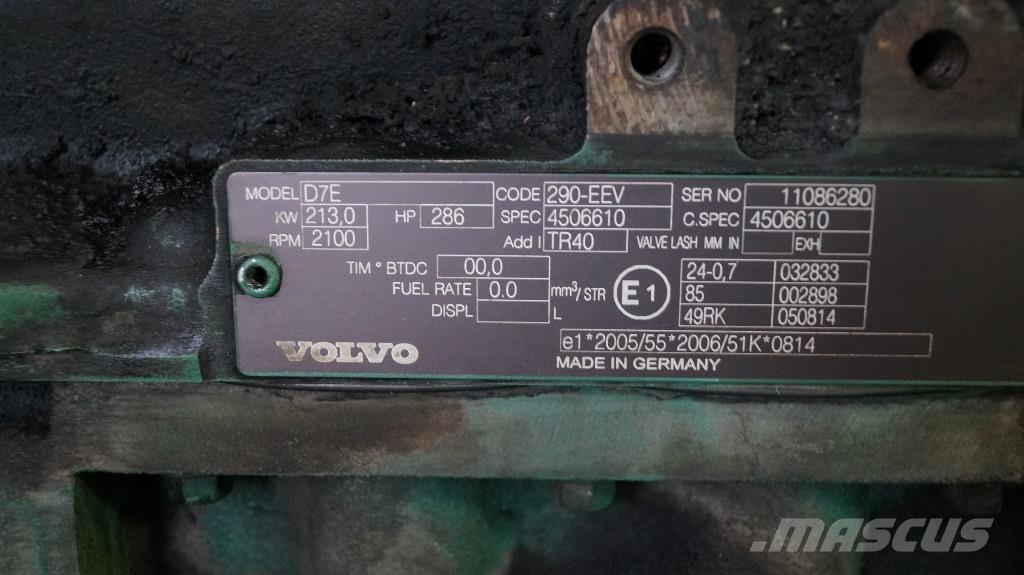 MODEL D7E CODE 290-EEV SER NO 11086280
KW 213,0 HP 286 SPEC 4506610 C.SPEC 4506610
RPM 2100 Add I TR40 VALVE LASH MM IN EXH
TIM ° BTDC 00,0 24-0,7 032833
FUEL RATE 0.0 mm³/STR E1 85 002898
DISPL L 49RK 050814
e1*2005/55*2006/51K*0814
VOLVO MADE IN GERMANY
.MASCUS